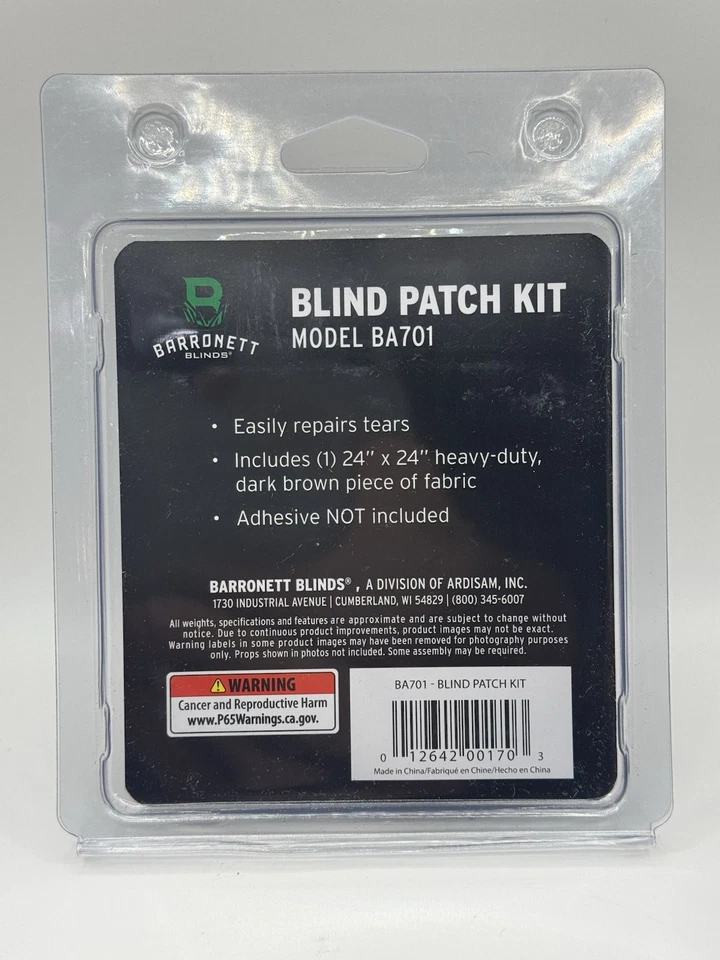 B
BARRONETT
BLINDS®
BLIND PATCH KIT
MODEL BA701
• Easily repairs tears
• Includes (1) 24” x 24” heavy-duty,
dark brown piece of fabric
• Adhesive NOT included
BARRONETT BLINDS® , A DIVISION OF ARDISAM, INC.
1730 INDUSTRIAL AVENUE | CUMBERLAND, WI 54829 | (800) 345-6007
All weights, specifications and features are approximate and are subject to change without
notice. Due to continuous product improvements, product images may not be exact.
Warning labels in some product images may have been removed for photography purposes
only. Props shown in photos not included. Some assembly may be required.
WARNING
Cancer and Reproductive Harm
www.P65Warnings.ca.gov.
BA701 - BLIND PATCH KIT
0 12642 00170 3
Made in China/Fabriqué en Chine/Hecho en China